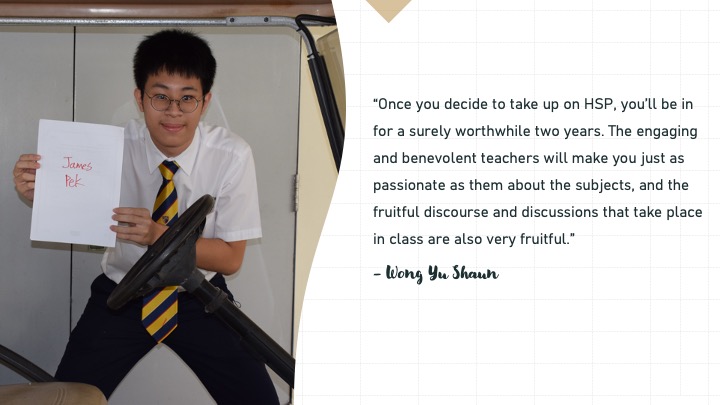 James
Pek
“Once you decide to take up on HSP, you’ll be in
for a surely worthwhile two years. The engaging
and benevolent teachers will make you just as
passionate as them about the subjects, and the
fruitful discourse and discussions that take place
in class are also very fruitful.”
– Wong Yu Shaun